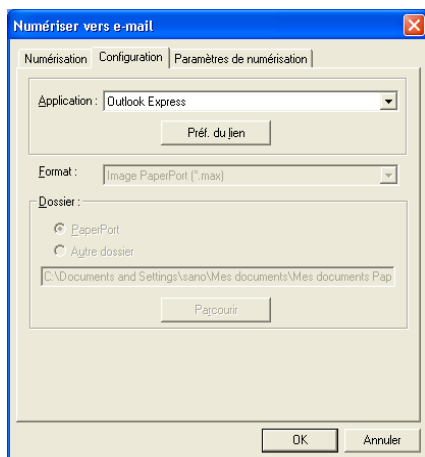 Numériser vers e-mail
Numérisation Configuration Paramètres de numérisation
Application : Outlook Express
Préf. du lien
Format : Image PaperPort (*.max)
Dossier :
PaperPort
Autre dossier
C:\Documents and Settings\sano\Mes documents\Mes documents Pap
Parcourir
OK Annuler